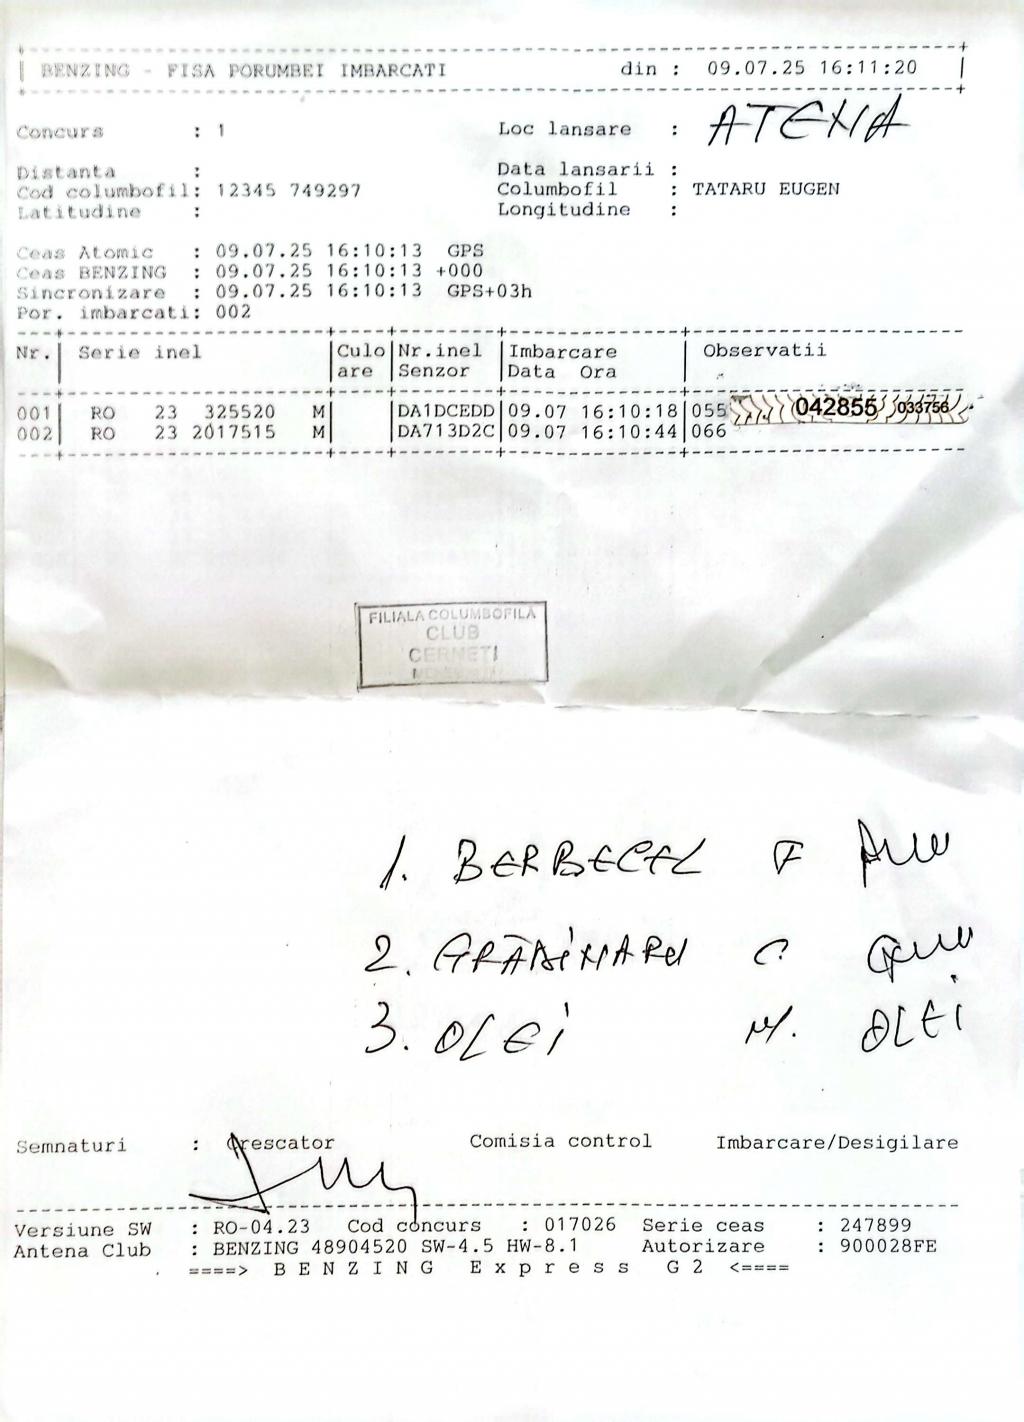 BENZING - FISA PORUMBEI IMBARCATI din : 09.07.25 16:11:20
Concurs : 1 Loc lansare : ATENA
Distanta : Data lansarii :
Cod columbofil: 12345 749297 Columbofil : TATARU EUGEN
Latitudine : Longitudine :
Ceas Atomic : 09.07.25 16:10:13 GPS
Ceas BENZING : 09.07.25 16:10:13 +000
Sincronizare : 09.07.25 16:10:13 GPS+03h
Por. imbarcati: 002
Nr.| Serie inel |Culo|Nr.inel |Imbarcare | Observatii
are |Senzor |Data Ora
001| RO 23 325520 M| |DA1DCEDD|09.07 16:10:18|055 042855 033756
002| RO 23 2017515 M| |DA713D2C|09.07 16:10:44|066
FILIALA COLUMBOFILĂ
CLUB
CERNEȚI
1. BERBECEL F
2. GRĂDINARU C
3. OLEI M. OLEI
Semnaturi : Crescator Comisia control Imbarcare/Desigilare
Versiune SW : RO-04.23 Cod concurs : 017026 Serie ceas : 247899
Antena Club : BENZING 48904520 SW-4.5 HW-8.1 Autorizare : 900028FE
====> B E N Z I N G E x p r e s s G 2 <====